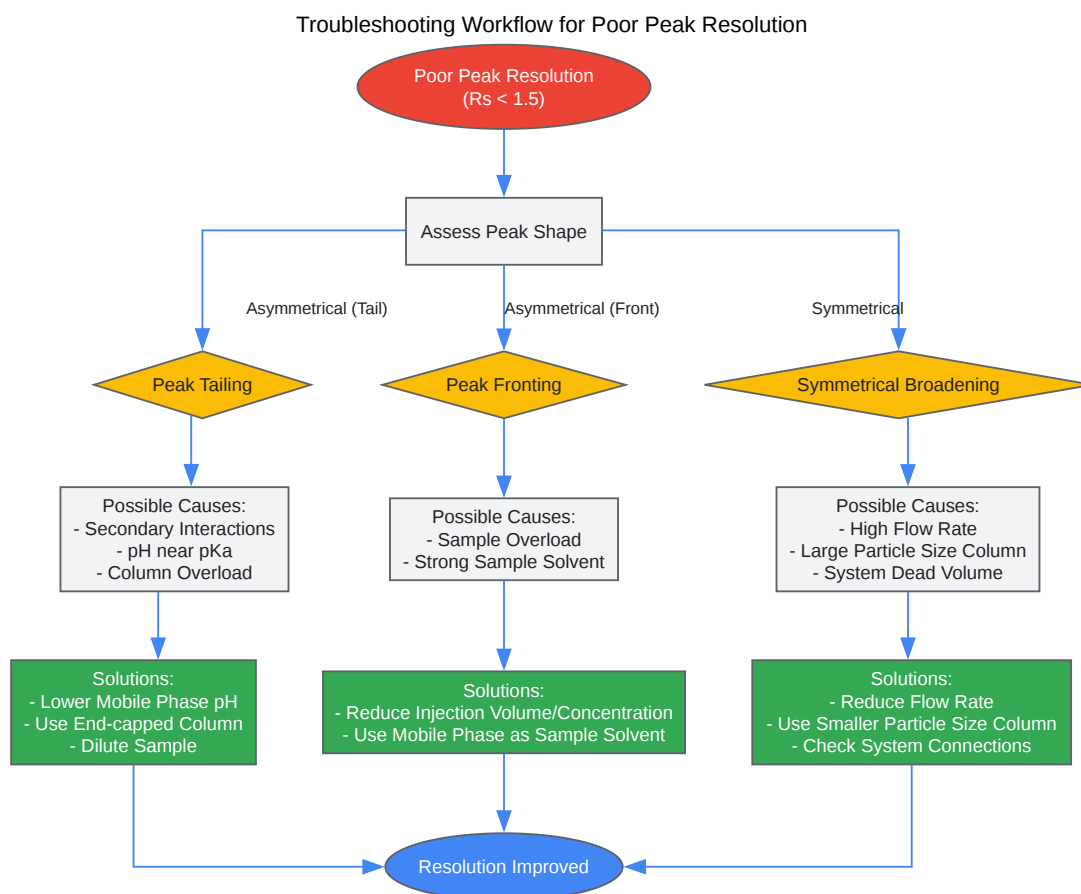 Troubleshooting Workflow for Poor Peak Resolution
Poor Peak Resolution
(Rs < 1.5)
Assess Peak Shape
Asymmetrical (Tail)
Asymmetrical (Front)
Symmetrical
Peak Tailing
Peak Fronting
Symmetrical Broadening
Possible Causes:
- Secondary Interactions
- pH near pKa
- Column Overload
Possible Causes:
- Sample Overload
- Strong Sample Solvent
Possible Causes:
- High Flow Rate
- Large Particle Size Column
- System Dead Volume
Solutions:
- Lower Mobile Phase pH
- Use End-capped Column
- Dilute Sample
Solutions:
- Reduce Injection Volume/Concentration
- Use Mobile Phase as Sample Solvent
Solutions:
- Reduce Flow Rate
- Use Smaller Particle Size Column
- Check System Connections
Resolution Improved